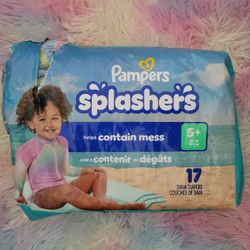 Pampers
splashers
helps contain mess
5+
aide à contenir les dégâts
17
SWIM DIAPERS
COUCHES DE BAIN